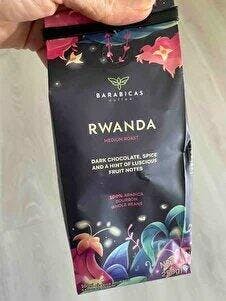 BARABICAS
coffee
RWANDA
MEDIUM ROAST
DARK CHOCOLATE, SPICE
AND A HINT OF LUSCIOUS
FRUIT NOTES
100% ARABICA
BOURBON
WHOLE BEANS